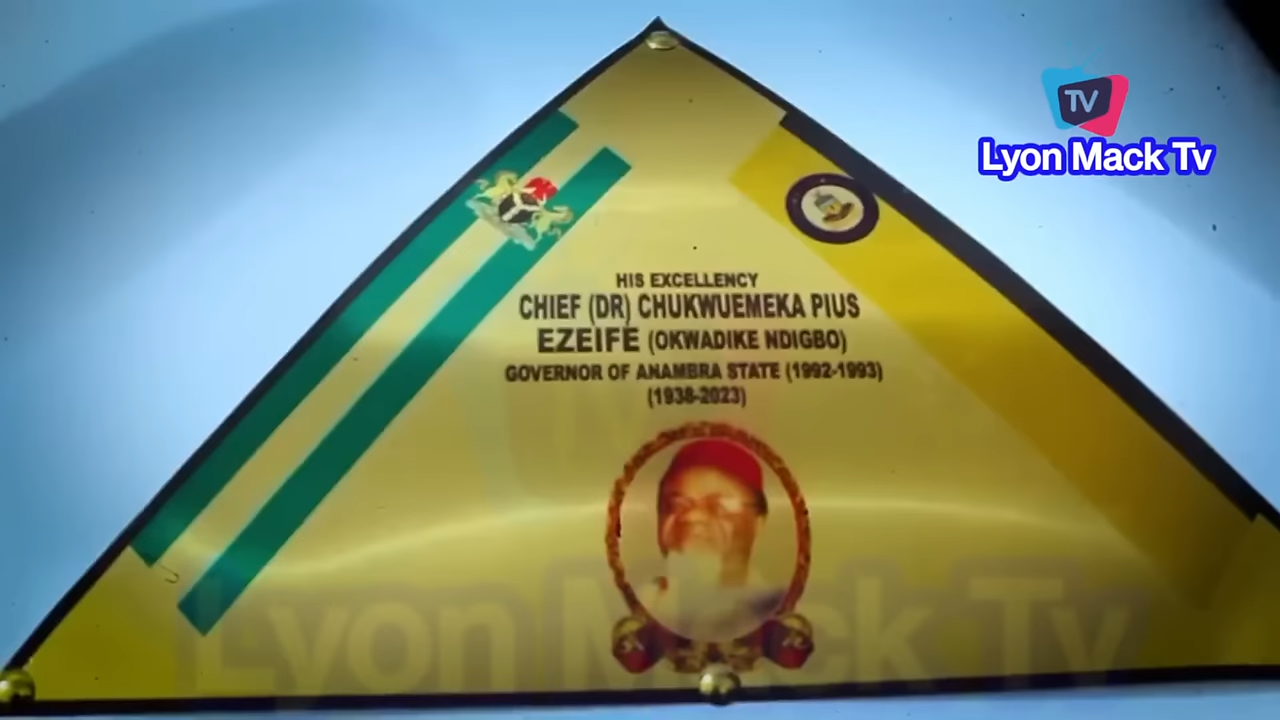 TV
Lyon Mack Tv
HIS EXCELLENCY
CHIEF (DR) CHUKWUEMEKA PIUS
EZEIFE (OKWADIKE NDIGBO)
GOVERNOR OF ANAMBRA STATE (1992-1993)
(1938-2023)
Lyon Mack Tv